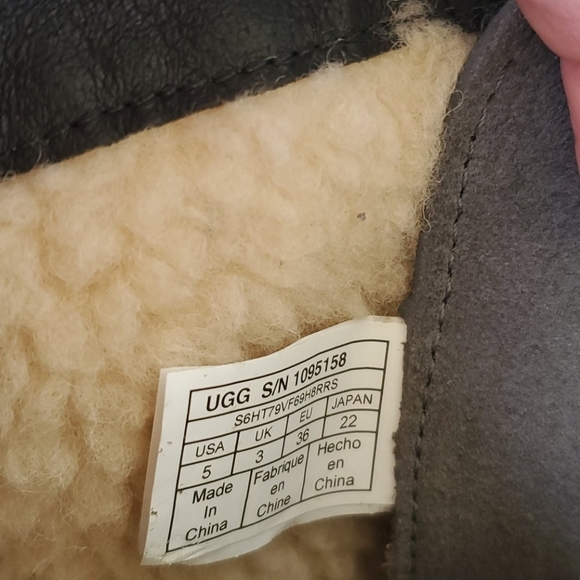 UGG S/N 1095158
S6HT79VF69H8RRS
USA UK EU JAPAN
5 3 36 22
Made In China
Fabrique en Chine
Hecho en China